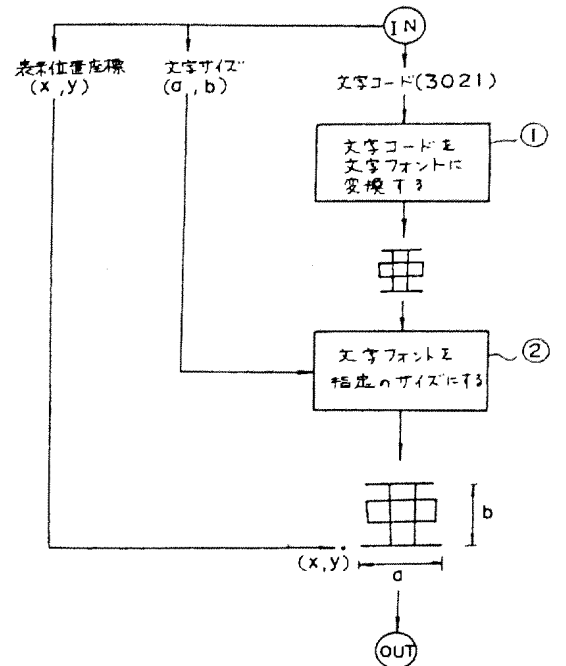 IN
表示位置座標
(x,y)
文字サイズ
(a,b)
文字コード(3021)
文字コードを
文字フォントに
変換する
①
亜
文字フォントを
指定のサイズにする
②
亜
b
(x,y)
a
OUT